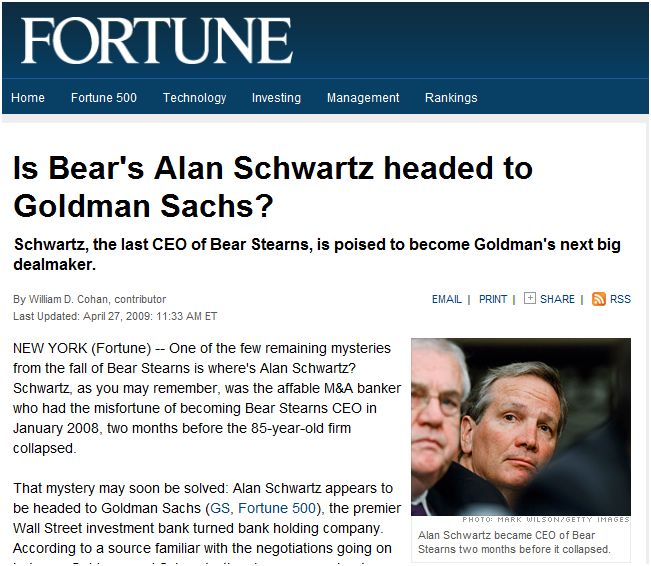 FORTUNE
Home Fortune 500 Technology Investing Management Rankings
Is Bear's Alan Schwartz headed to
Goldman Sachs?
Schwartz, the last CEO of Bear Stearns, is poised to become Goldman's next big
dealmaker.
By William D. Cohan, contributor
Last Updated: April 27, 2009: 11:33 AM ET
EMAIL | PRINT | SHARE | RSS
NEW YORK (Fortune) -- One of the few remaining mysteries
from the fall of Bear Stearns is where's Alan Schwartz?
Schwartz, as you may remember, was the affable M&A banker
who had the misfortune of becoming Bear Stearns CEO in
January 2008, two months before the 85-year-old firm
collapsed.
That mystery may soon be solved: Alan Schwartz appears to
be headed to Goldman Sachs (GS, Fortune 500), the premier
Wall Street investment bank turned bank holding company.
According to a source familiar with the negotiations going on
PHOTO: MARK WILSON/GETTY IMAGES
Alan Schwartz became CEO of Bear
Stearns two months before it collapsed.